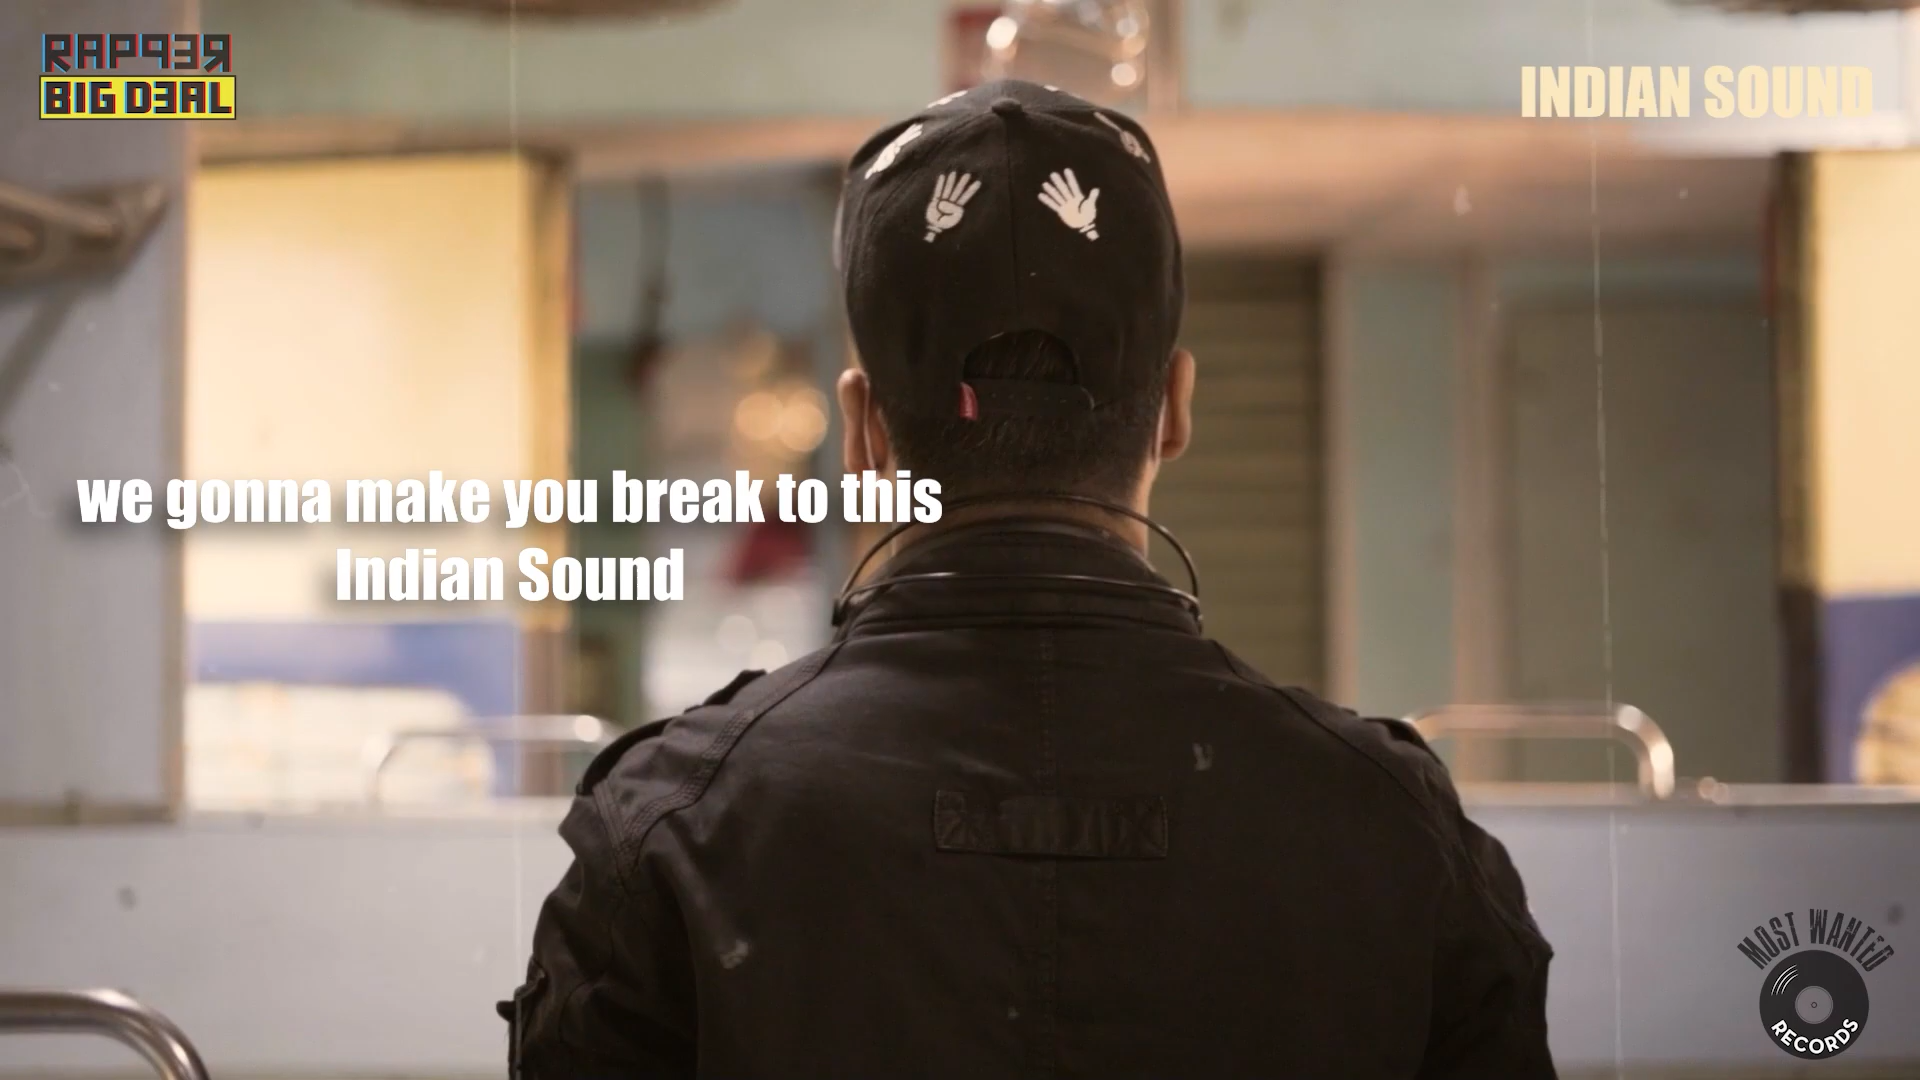 RAPPER
BIG DEAL
INDIAN SOUND
we gonna make you break to this
Indian Sound
MOST WANTED
RECORDS